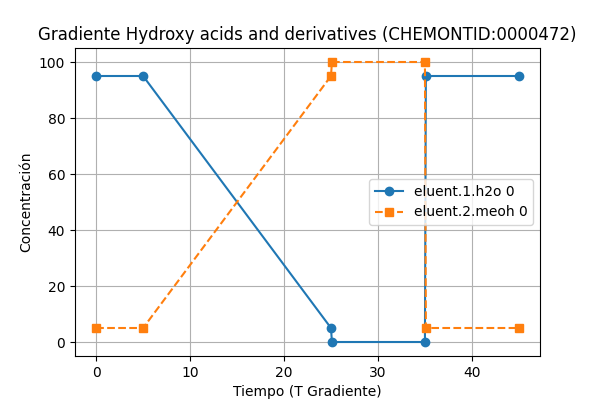 Gradiente Hydroxy acids and derivatives (CHEMONTID:0000472)
100
80
60
40
20
0
Concentración
eluent.1.h2o 0
eluent.2.meoh 0
0 10 20 30 40
Tiempo (T Gradiente)